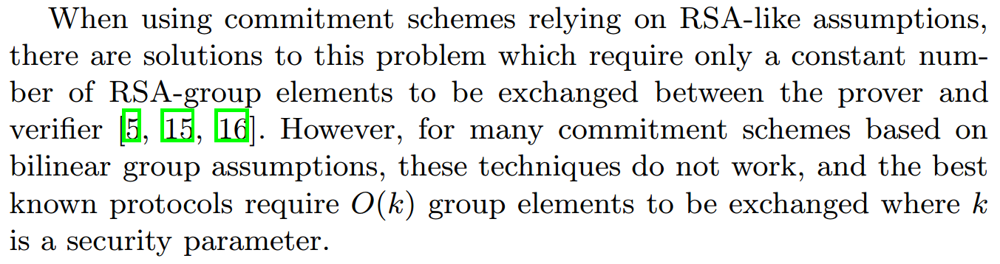 When using commitment schemes relying on RSA-like assumptions,
there are solutions to this problem which require only a constant num-
ber of RSA-group elements to be exchanged between the prover and
verifier [5, 15, 16]. However, for many commitment schemes based on
bilinear group assumptions, these techniques do not work, and the best
known protocols require O(k) group elements to be exchanged where k
is a security parameter.